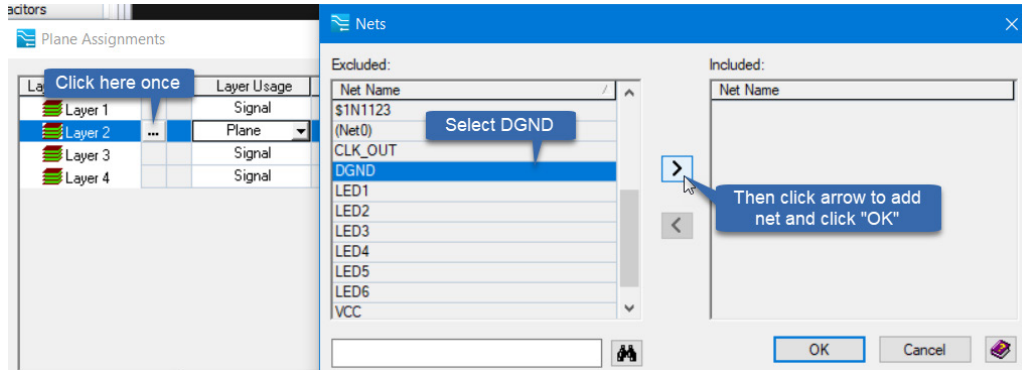 acitors
Plane Assignments
Nets
Excluded:
Included:
Click here once
Layer Usage
Net Name
Net Name
Layer 1
Signal
$1N1123
Layer 2
...
Plane
(Net0)
Select DGND
Layer 3
Signal
CLK_OUT
Layer 4
Signal
DGND
LED1
LED2
LED3
LED4
LED5
LED6
VCC
>
Then click arrow to add
net and click "OK"
<
OK
Cancel